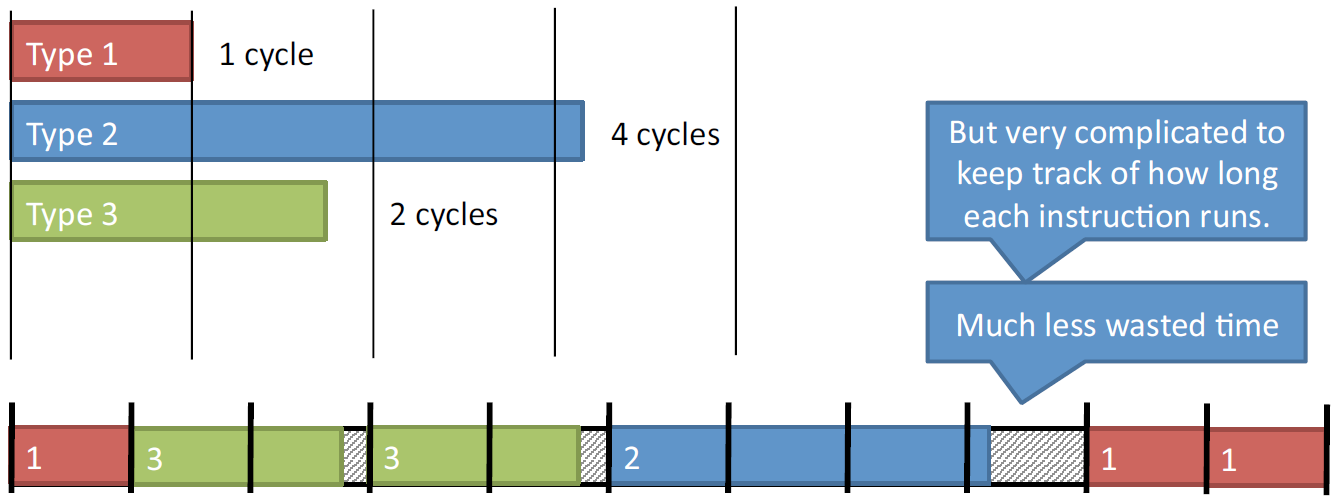 Type 1 1 cycle
Type 2 4 cycles
Type 3 2 cycles
But very complicated to
keep track of how long
each instruction runs.
Much less wasted time
1 3 3 2 1 1